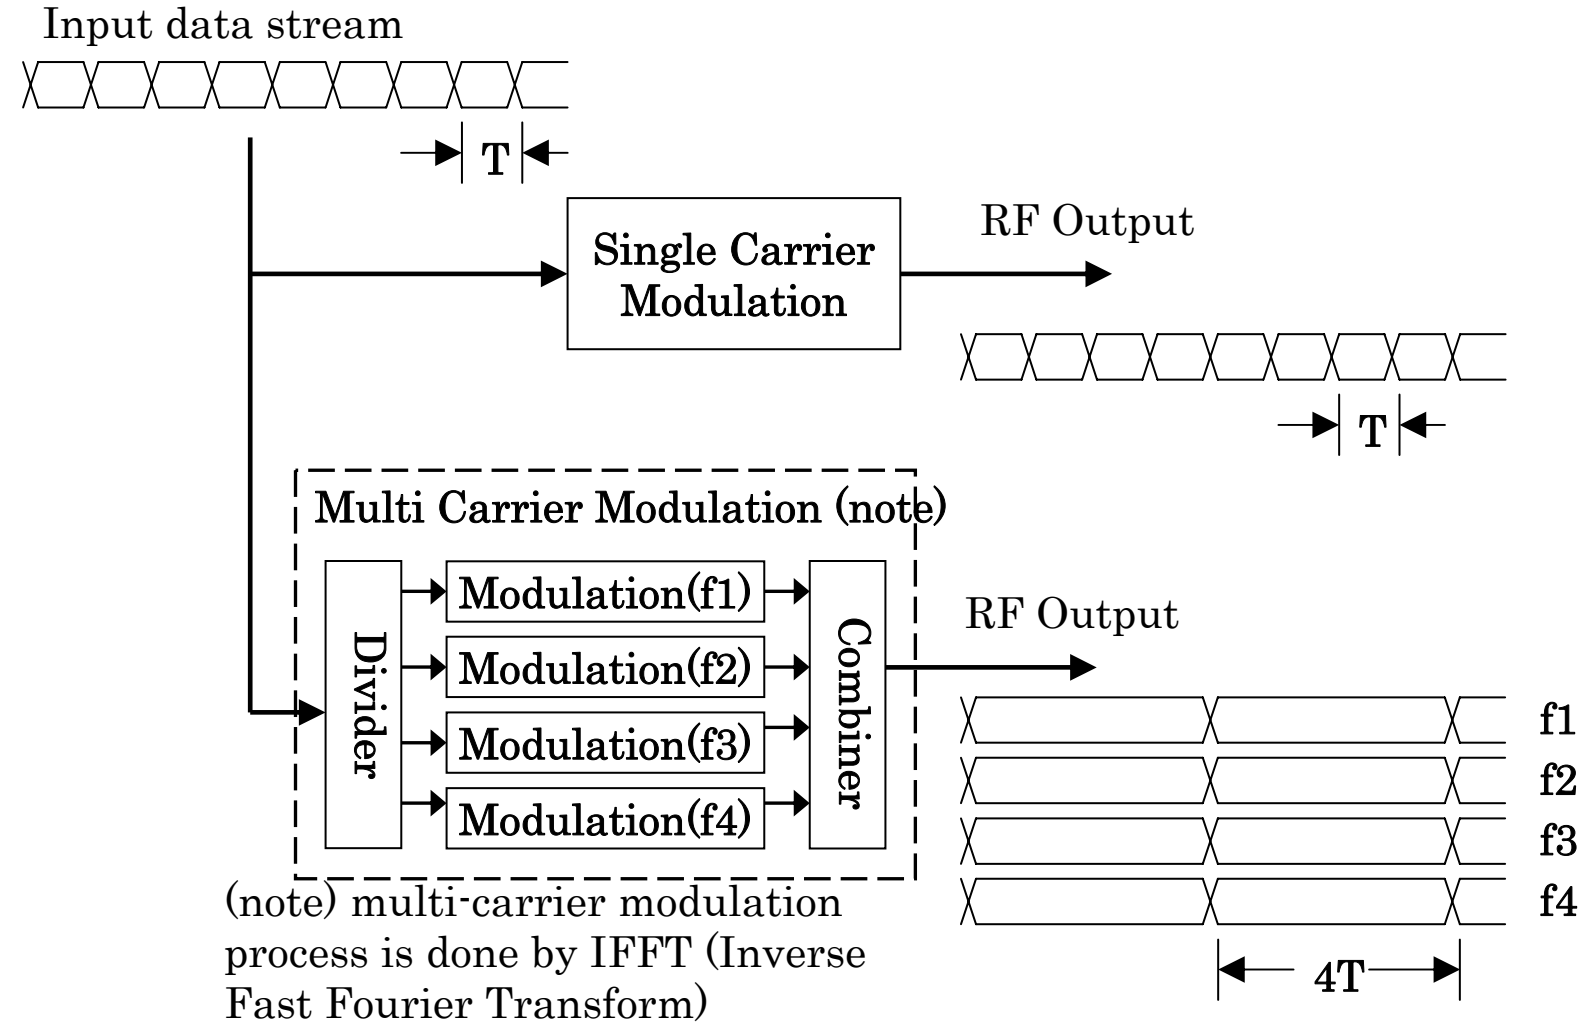 Input data stream
T
Single Carrier
Modulation
RF Output
T
Multi Carrier Modulation (note)
Divider
Modulation(f1)
Modulation(f2)
Modulation(f3)
Modulation(f4)
Combiner
RF Output
f1
f2
f3
f4
4T
(note) multi-carrier modulation
process is done by IFFT (Inverse
Fast Fourier Transform)